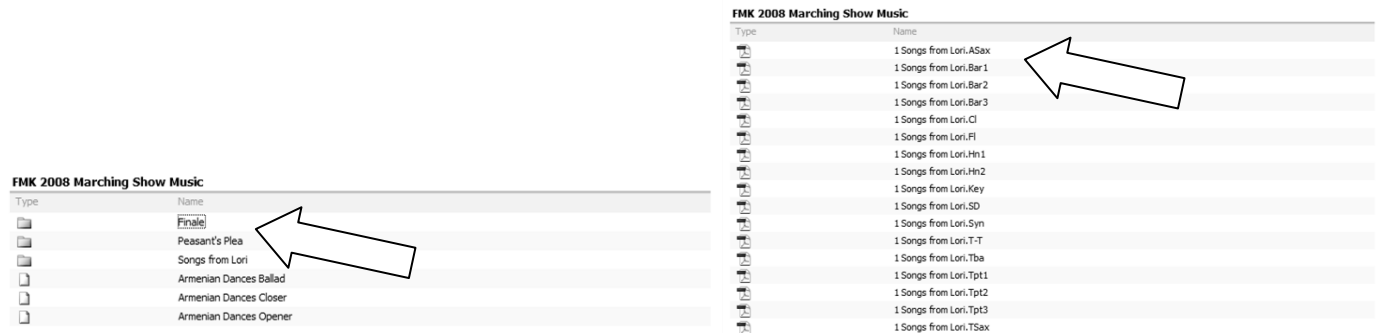 FMK 2008 Marching Show Music
Type Name
Finale
Peasant's Plea
Songs from Lori
Armenian Dances Ballad
Armenian Dances Closer
Armenian Dances Opener
FMK 2008 Marching Show Music
Type Name
1 Songs from Lori.ASax
1 Songs from Lori.Bar1
1 Songs from Lori.Bar2
1 Songs from Lori.Bar3
1 Songs from Lori.Cl
1 Songs from Lori.Fl
1 Songs from Lori.Hn1
1 Songs from Lori.Hn2
1 Songs from Lori.Key
1 Songs from Lori.SD
1 Songs from Lori.Syn
1 Songs from Lori.T-T
1 Songs from Lori.Tba
1 Songs from Lori.Tpt1
1 Songs from Lori.Tpt2
1 Songs from Lori.Tpt3
1 Songs from Lori.TSax